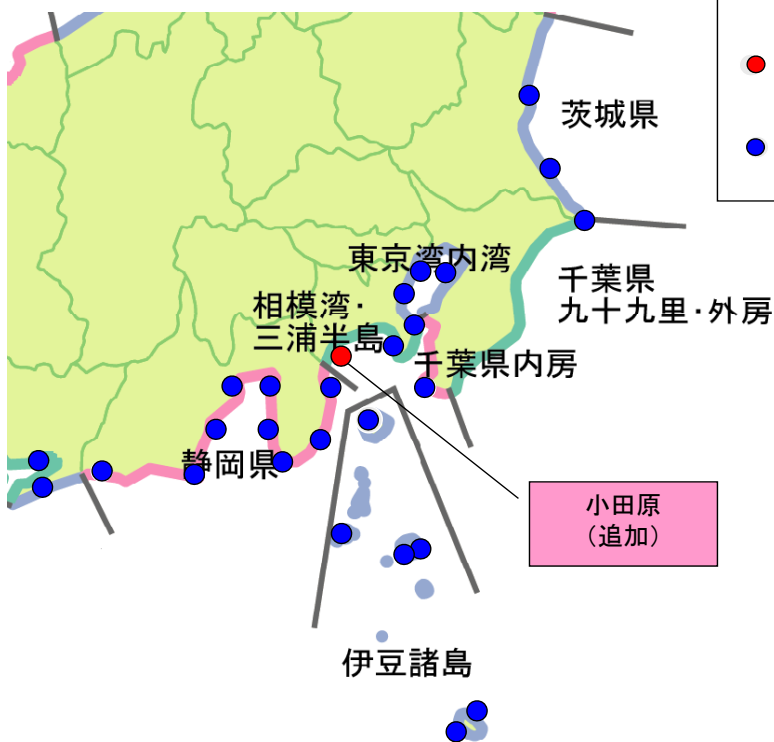 茨城県
東京湾内湾
千葉県
九十九里・外房
相模湾・
三浦半島
千葉県内房
静岡県
小田原
（追加）
伊豆諸島